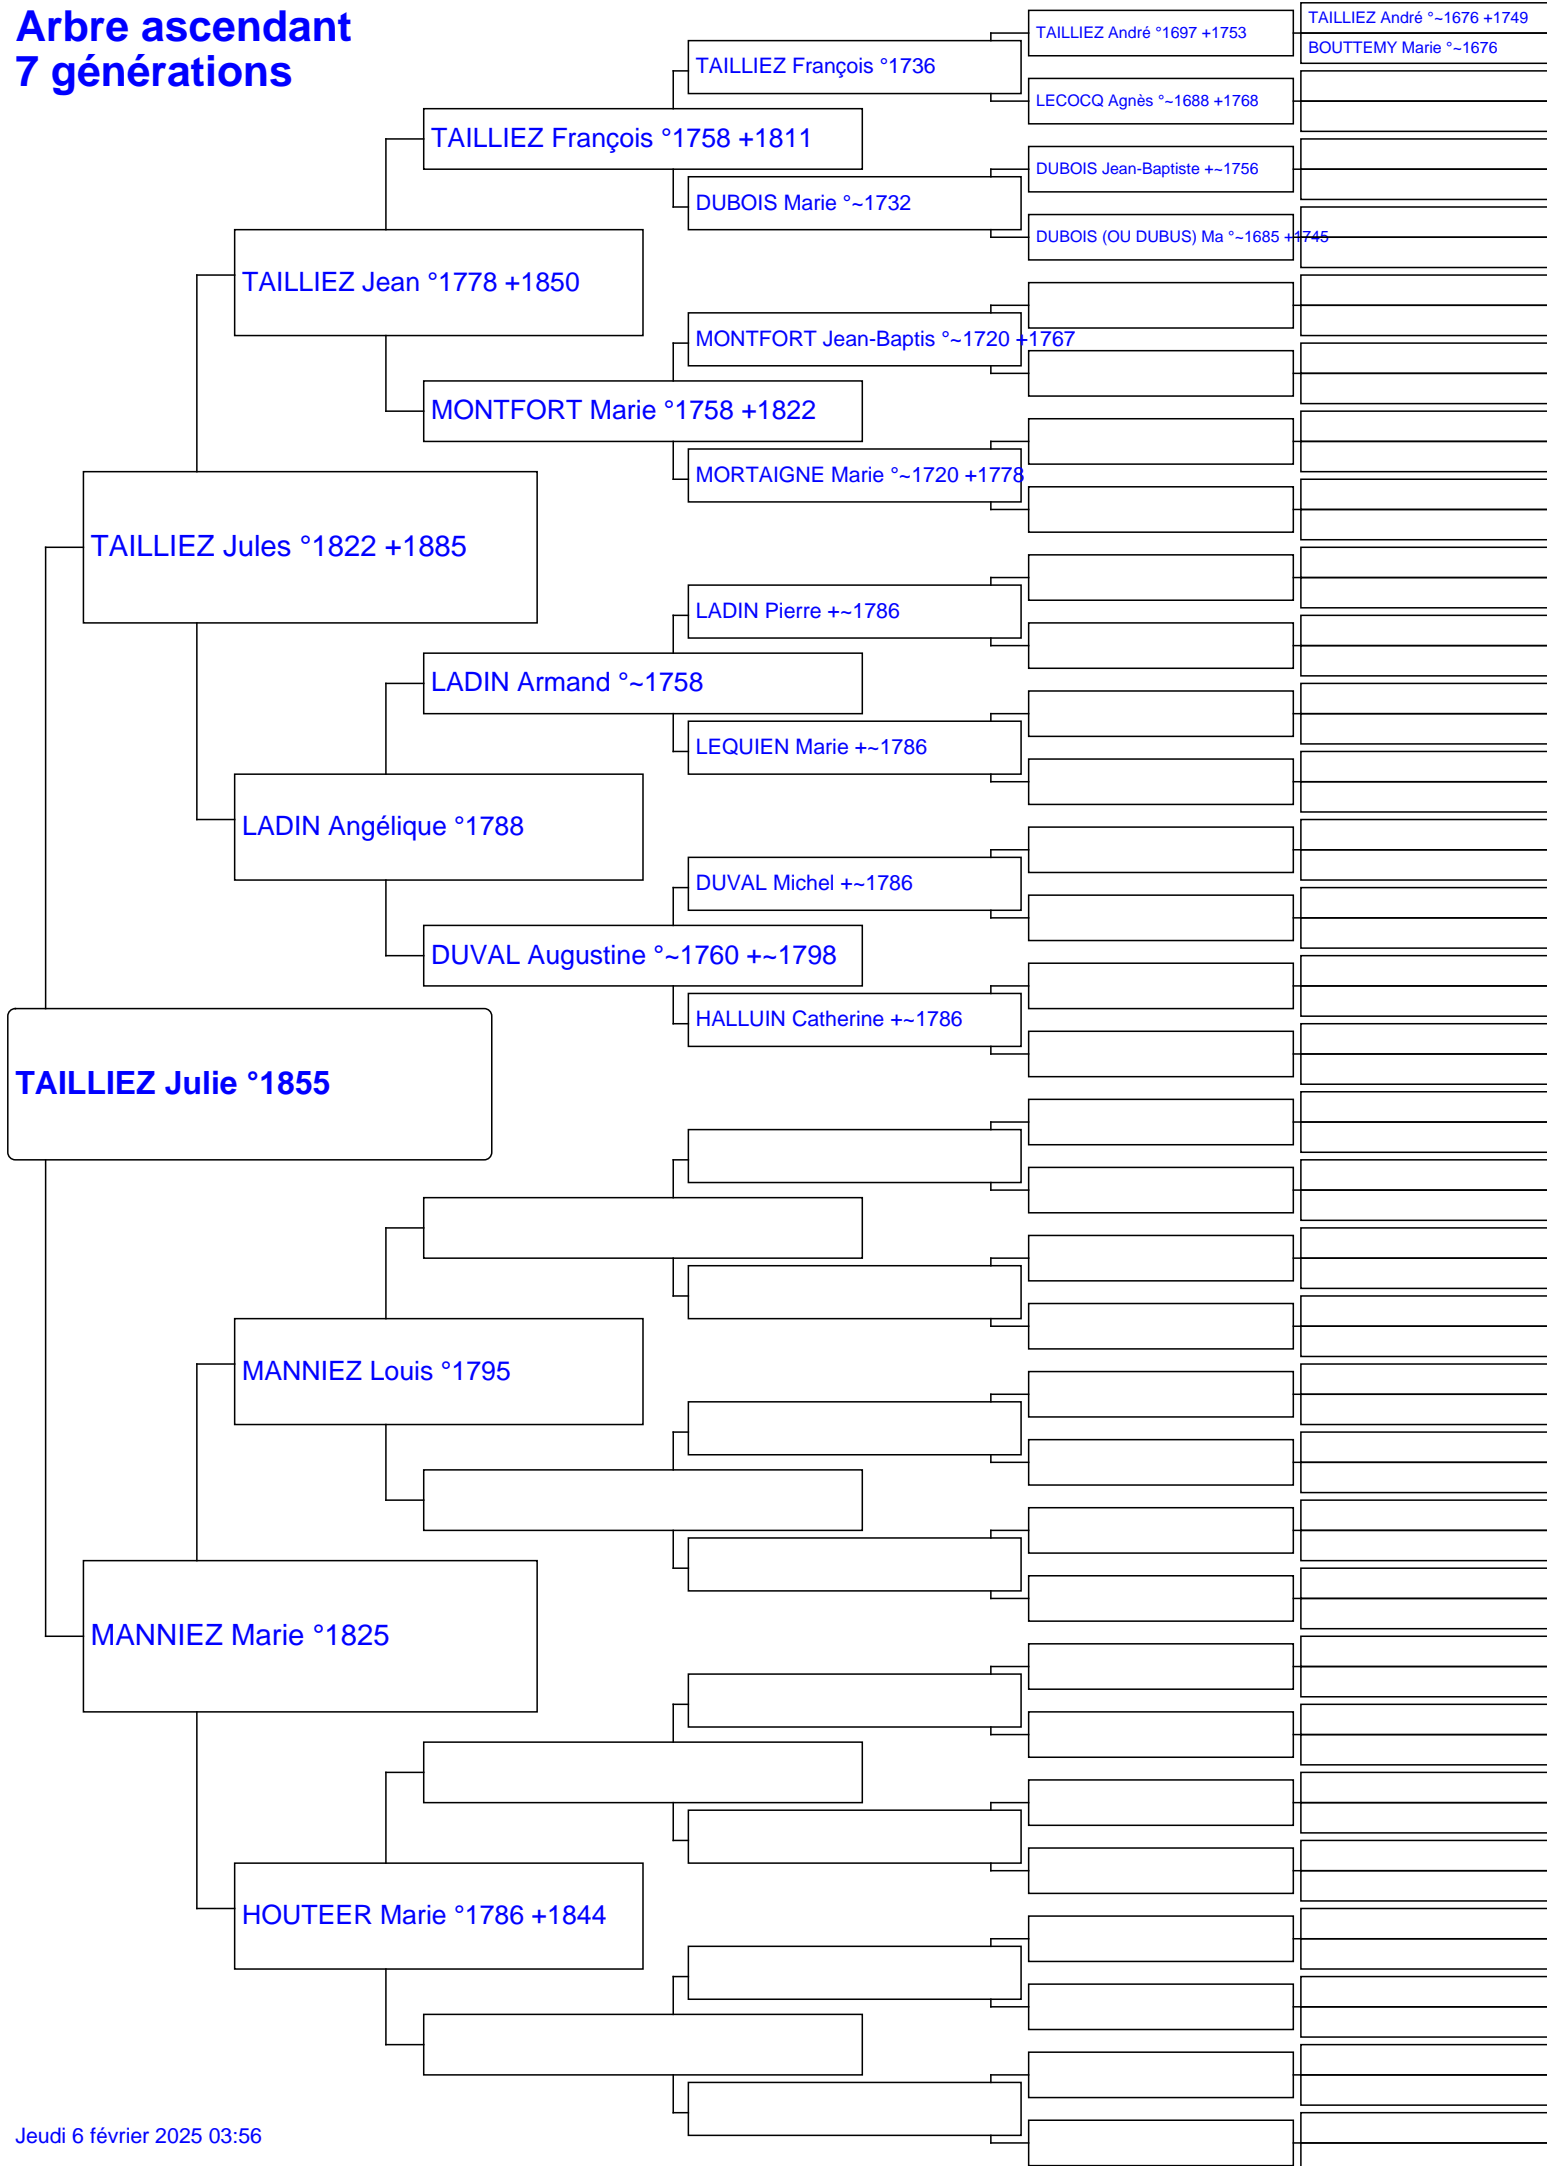 Arbre ascendant
7 générations
TAILLIEZ André °~1676 +1749
BOUTTEMY Marie °~1676
TAILLIEZ André °1697 +1753
TAILLIEZ François °1736
LECOCQ Agnès °~1688 +1768
TAILLIEZ François °1758 +1811
DUBOIS Jean-Baptiste +~1756
DUBOIS Marie °~1732
DUBOIS (OU DUBUS) Ma °~1685 +1745
TAILLIEZ Jean °1778 +1850
MONTFORT Jean-Baptis °~1720 +1767
MONTFORT Marie °1758 +1822
MORTAIGNE Marie °~1720 +1778
TAILLIEZ Jules °1822 +1885
LADIN Pierre +~1786
LADIN Armand °~1758
LEQUIEN Marie +~1786
LADIN Angélique °1788
DUVAL Michel +~1786
DUVAL Augustine °~1760 +~1798
HALLUIN Catherine +~1786
TAILLIEZ Julie °1855
MANNIEZ Louis °1795
MANNIEZ Marie °1825
HOUTEER Marie °1786 +1844
Jeudi 6 février 2025 03:56